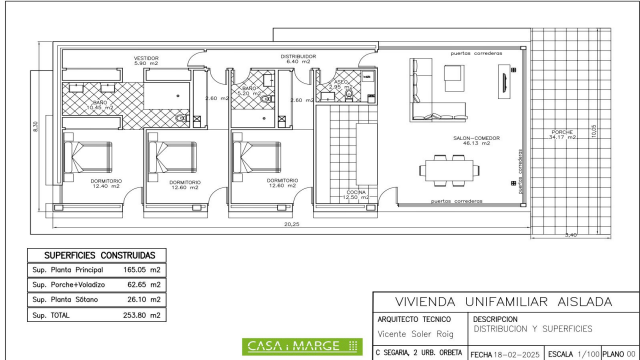 puertas correderas
VESTIDOR
5.90 m2
DISTRIBUIDOR
6.40 m2
ASEO
2.95 m2
BAÑO
10.45 m2
2.60 m2
BAÑO
5.20 m2
2.60 m2
8,30
SALON-COMEDOR
46.13 m2
PORCHE
34.17 m2
10,05
DORMITORIO
12.40 m2
DORMITORIO
12.60 m2
DORMITORIO
12.60 m2
COCINA
12.50 m2
puertas correderas
puertas correderas
20,25
3,40
SUPERFICIES CONSTRUIDAS
Sup. Planta Principal 165.05 m2
Sup. Porche+Voladizo 62.65 m2
Sup. Planta Sótano 26.10 m2
Sup. TOTAL 253.80 m2
CASA i MARGE
VIVIENDA UNIFAMILIAR AISLADA
ARQUITECTO TECNICO
Vicente Soler Roig
DESCRIPCION
DISTRIBUCION Y SUPERFICIES
C SEGARIA, 2 URB. ORBETA
FECHA 18-02-2025
ESCALA 1/100
PLANO 00